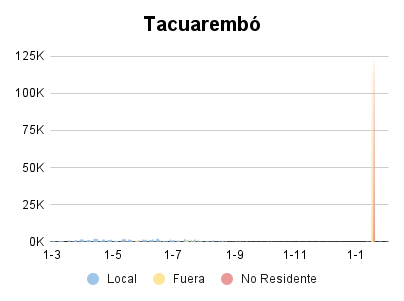 Tacuarembó
125K
100K
75K
50K
25K
0K
1-3 1-5 1-7 1-9 1-11 1-1
Local Fuera No Residente